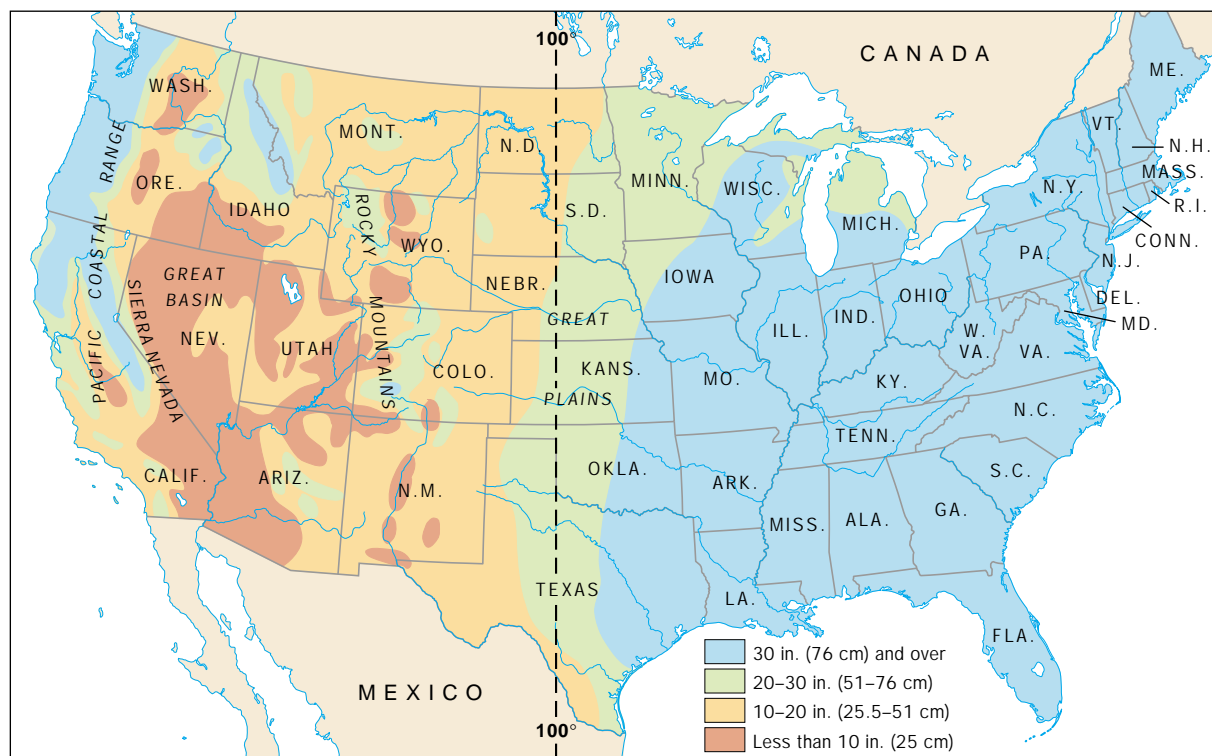 100°
CANADA
WASH.
ME.
MONT.
VT.
N.D.
N.H.
MINN.
MASS.
ORE.
WISC.
N.Y.
R.I.
IDAHO
S.D.
MICH.
ROCKY
WYO.
CONN.
PACIFIC COASTAL RANGE
PA.
N.J.
GREAT
BASIN
IOWA
NEBR.
OHIO
DEL.
SIERRA NEVADA
MOUNTAINS
GREAT
MD.
NEV.
ILL.
IND.
W.
VA.
VA.
UTAH
COLO.
KANS.
MO.
KY.
PLAINS
N.C.
TENN.
CALIF.
ARIZ.
N.M.
OKLA.
ARK.
S.C.
MISS.
ALA.
GA.
TEXAS
LA.
FLA.
MEXICO
100°
30 in. (76 cm) and over
20–30 in. (51–76 cm)
10–20 in. (25.5–51 cm)
Less than 10 in. (25 cm)